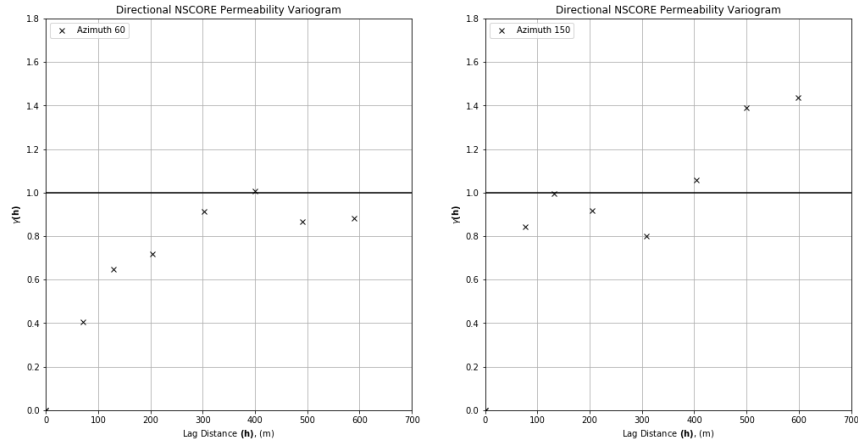 Directional NSCORE Permeability Variogram
× Azimuth 60
1.8
1.6
1.4
1.2
1.0
0.8
0.6
0.4
0.2
0.0
γ(h)
0 100 200 300 400 500 600 700
Lag Distance (h), (m)
Directional NSCORE Permeability Variogram
× Azimuth 150
1.8
1.6
1.4
1.2
1.0
0.8
0.6
0.4
0.2
0.0
γ(h)
0 100 200 300 400 500 600 700
Lag Distance (h), (m)